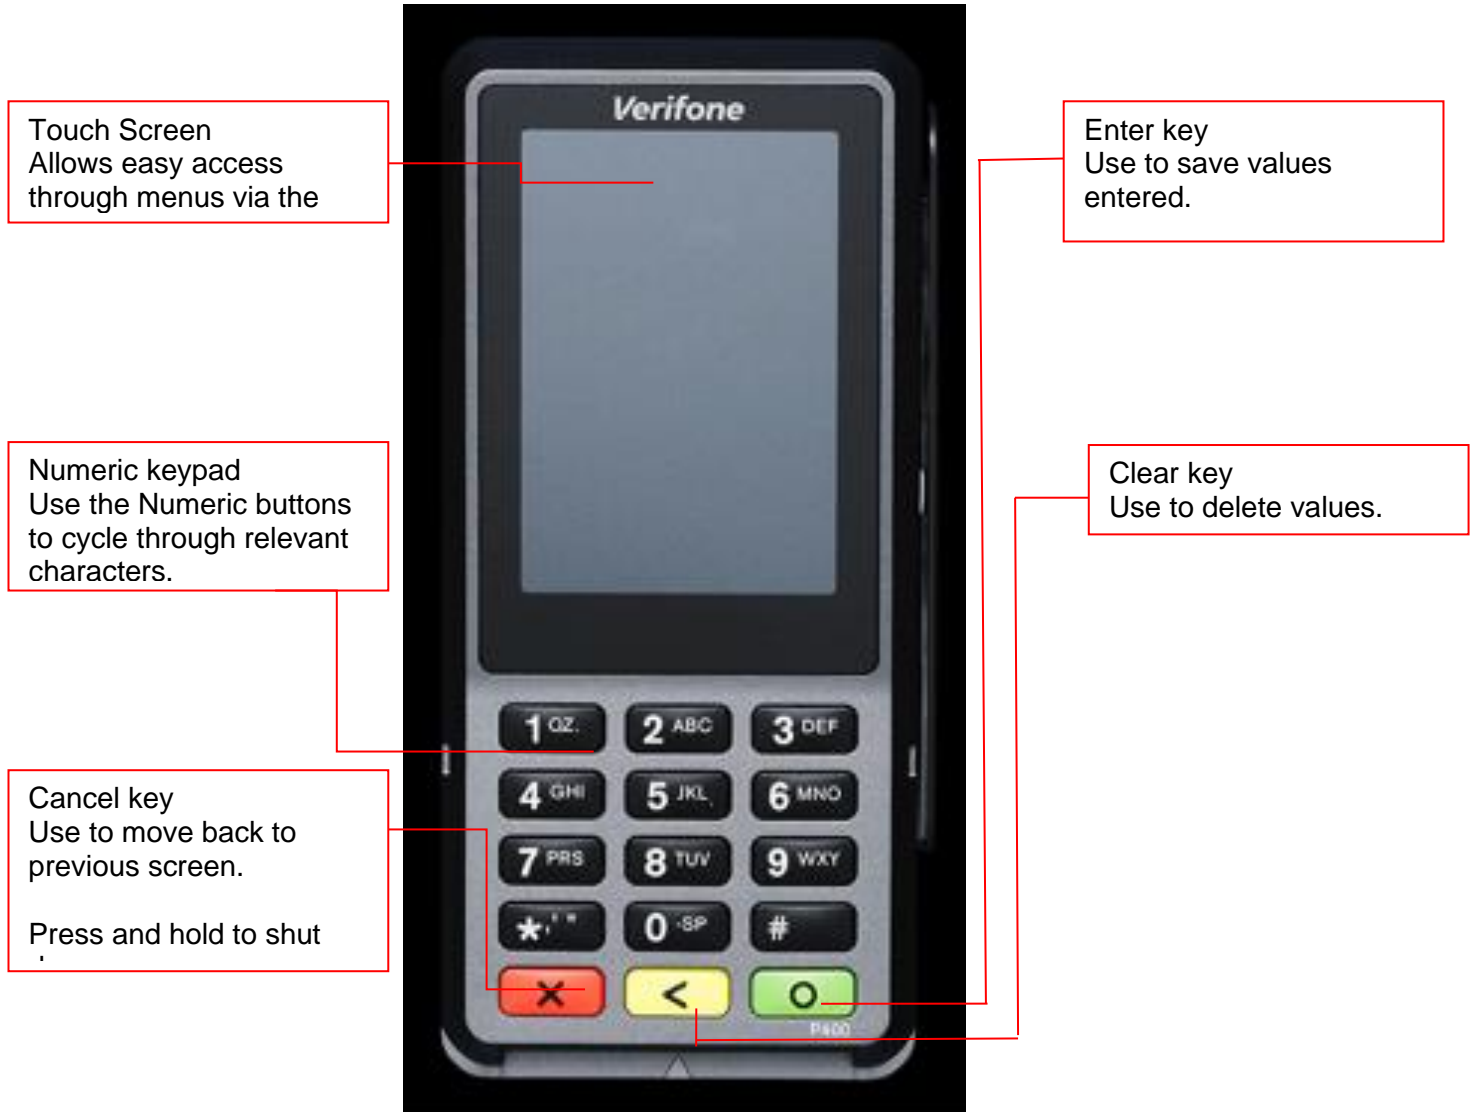 Verifone
Touch Screen
Allows easy access
through menus via the
Enter key
Use to save values
entered.
Numeric keypad
Use the Numeric buttons
to cycle through relevant
characters.
Clear key
Use to delete values.
Cancel key
Use to move back to
previous screen.
Press and hold to shut
1 QZ. 2 ABC 3 DEF
4 GHI 5 JKL 6 MNO
7 PRS 8 TUV 9 WXY
*,'" 0 -SP #
X < O
P400